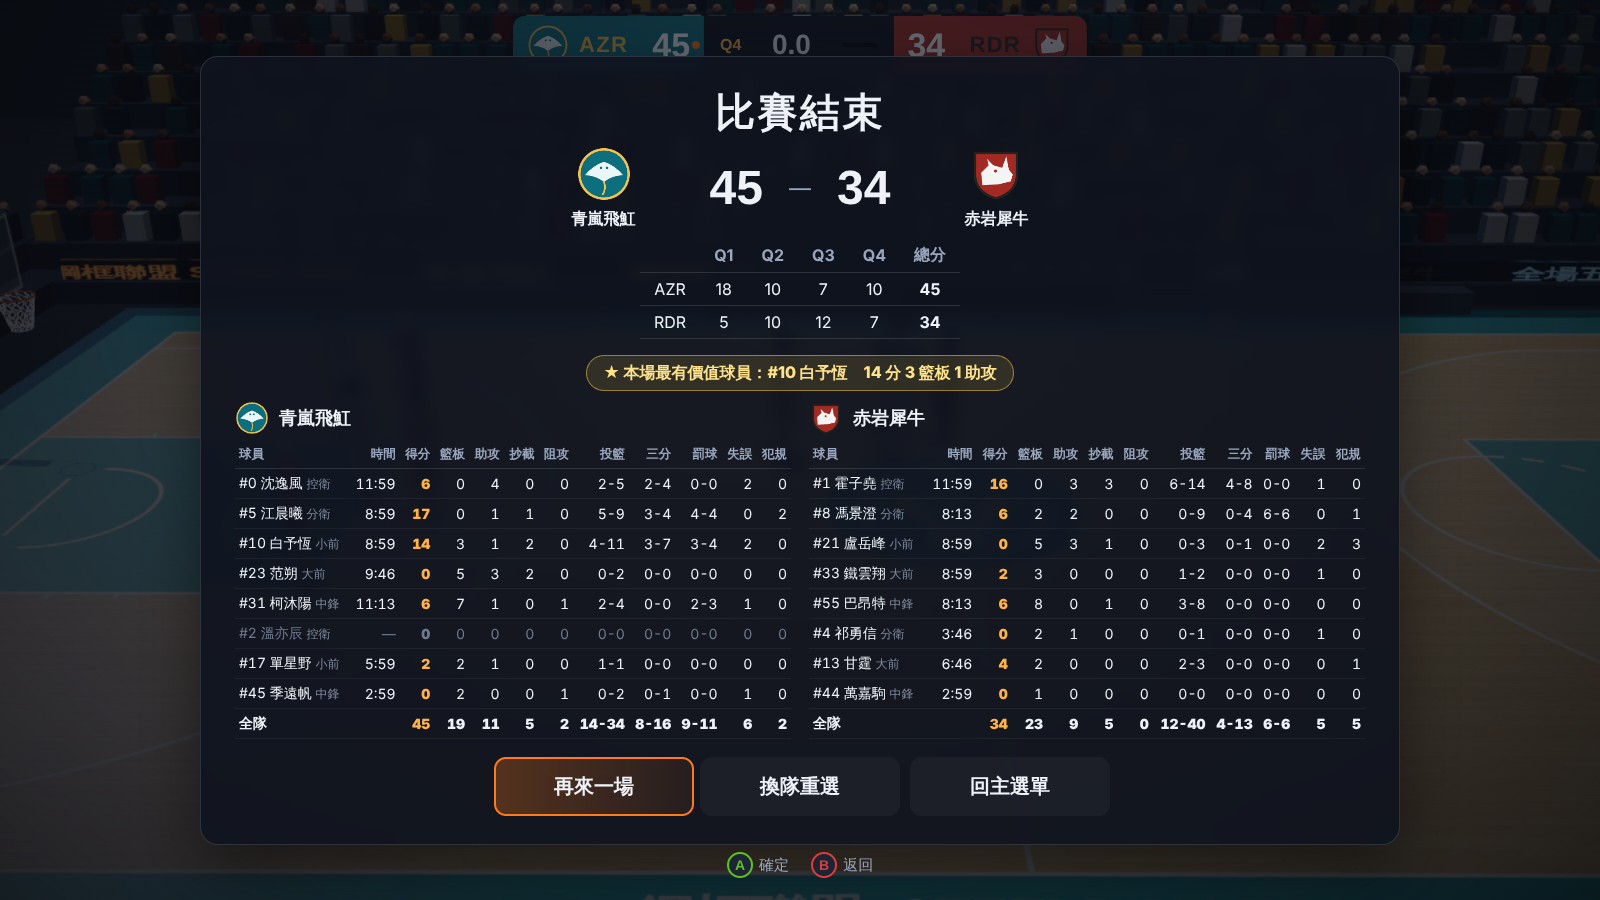 AZR 45 Q4 0.0 34 RDR
比賽結束
45 — 34
青嵐飛魟 赤岩犀牛
Q1 Q2 Q3 Q4 總分
AZR 18 10 7 10 45
RDR 5 10 12 7 34
★ 本場最有價值球員：#10 白予恆 14 分 3 籃板 1 助攻
青嵐飛魟
球員 時間 得分 籃板 助攻 抄截 阻攻 投籃 三分 罰球 失誤 犯規
#0 沈逸風 控衛 11:59 6 0 4 0 0 2-5 2-4 0-0 2 0
#5 江晨曦 分衛 8:59 17 0 1 1 0 5-9 3-4 4-4 0 2
#10 白予恆 小前 8:59 14 3 1 2 0 4-11 3-7 3-4 2 0
#23 范朔 大前 9:46 0 5 3 2 0 0-2 0-0 0-0 0 0
#31 柯沐陽 中鋒 11:13 6 7 1 0 1 2-4 0-0 2-3 1 0
#2 溫亦辰 控衛 — 0 0 0 0 0 0-0 0-0 0-0 0 0
#17 單星野 小前 5:59 2 2 1 0 0 1-1 0-0 0-0 0 0
#45 季遠帆 中鋒 2:59 0 2 0 0 1 0-2 0-1 0-0 1 0
全隊 45 19 11 5 2 14-34 8-16 9-11 6 2
赤岩犀牛
球員 時間 得分 籃板 助攻 抄截 阻攻 投籃 三分 罰球 失誤 犯規
#1 霍子堯 控衛 11:59 16 0 3 3 0 6-14 4-8 0-0 1 0
#8 馮景澄 分衛 8:13 6 2 2 0 0 0-9 0-4 6-6 0 1
#21 盧岳峰 小前 8:59 0 5 3 1 0 0-3 0-1 0-0 2 3
#33 鐵雲翔 大前 8:59 2 3 0 0 0 1-2 0-0 0-0 1 0
#55 巴昂特 中鋒 8:13 6 8 0 1 0 3-8 0-0 0-0 0 0
#4 祁勇信 分衛 3:46 0 2 1 0 0 0-1 0-0 0-0 1 0
#13 甘霆 大前 6:46 4 2 0 0 0 2-3 0-0 0-0 0 1
#44 萬嘉駒 中鋒 2:59 0 1 0 0 0 0-0 0-0 0-0 0 0
全隊 34 23 9 5 0 12-40 4-13 6-6 5 5
再來一場 換隊重選 回主選單
A 確定 B 返回